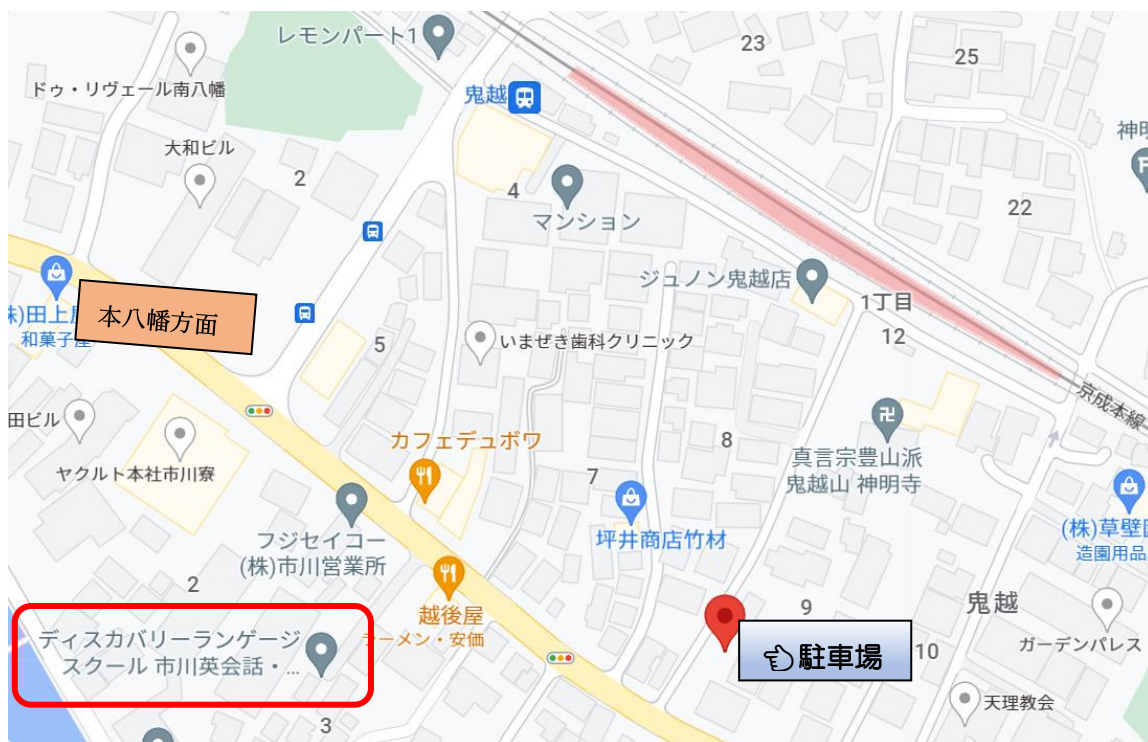 レモンパート1
23
25
ドゥ・リヴェール南八幡
鬼越
神明
大和ビル
2
4
マンション
22
ジュノン鬼越店
1丁目
12
(株)田上屋
和菓子屋
本八幡方面
5
いまぜき歯科クリニック
京成本線
田ビル
ヤクルト本社市川寮
カフェデュボワ
8
真言宗豊山派
鬼越山 神明寺
7
坪井商店竹材
(株)草壁
造園用品
フジセイコー
(株)市川営業所
2
越後屋
ラーメン・安価
9
鬼越
駐車場
10
ガーデンパレス
ディスカバリーランゲージ
スクール 市川英会話・...
天理教会
3